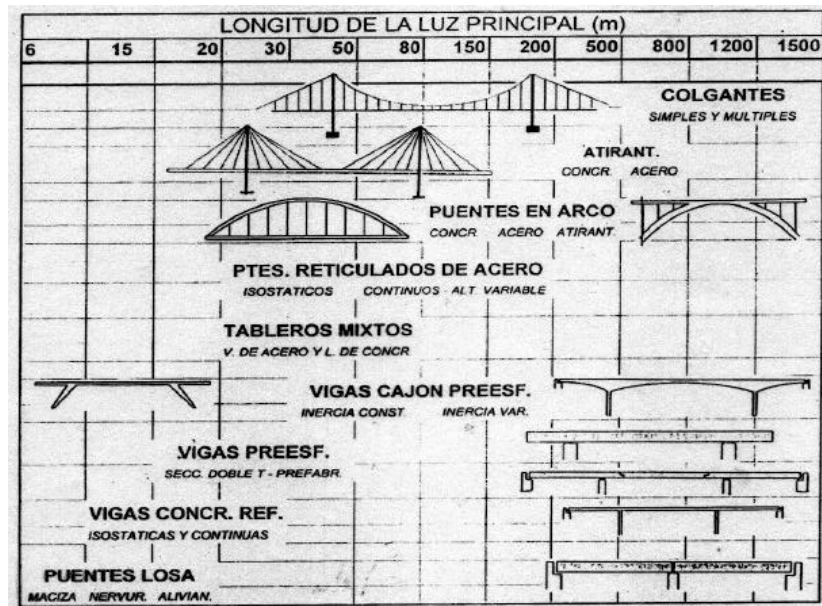 LONGITUD DE LA LUZ PRINCIPAL (m)
6 15 20 30 50 80 150 200 500 800 1200 1500
COLGANTES
SIMPLES Y MULTIPLES
ATIRANT.
CONCR. ACERO
PUENTES EN ARCO
CONCR ACERO ATIRANT.
PTES. RETICULADOS DE ACERO
ISOSTATICOS CONTINUOS - ALT. VARIABLE
TABLEROS MIXTOS
V. DE ACERO Y L. DE CONCR
VIGAS CAJON PREESF.
INERCIA CONST. INERCIA VAR.
VIGAS PREESF.
SECC. DOBLE T - PREFABR.
VIGAS CONCR. REF.
ISOSTATICAS Y CONTINUAS
PUENTES LOSA
MACIZA NERVUR. ALIVIAN.